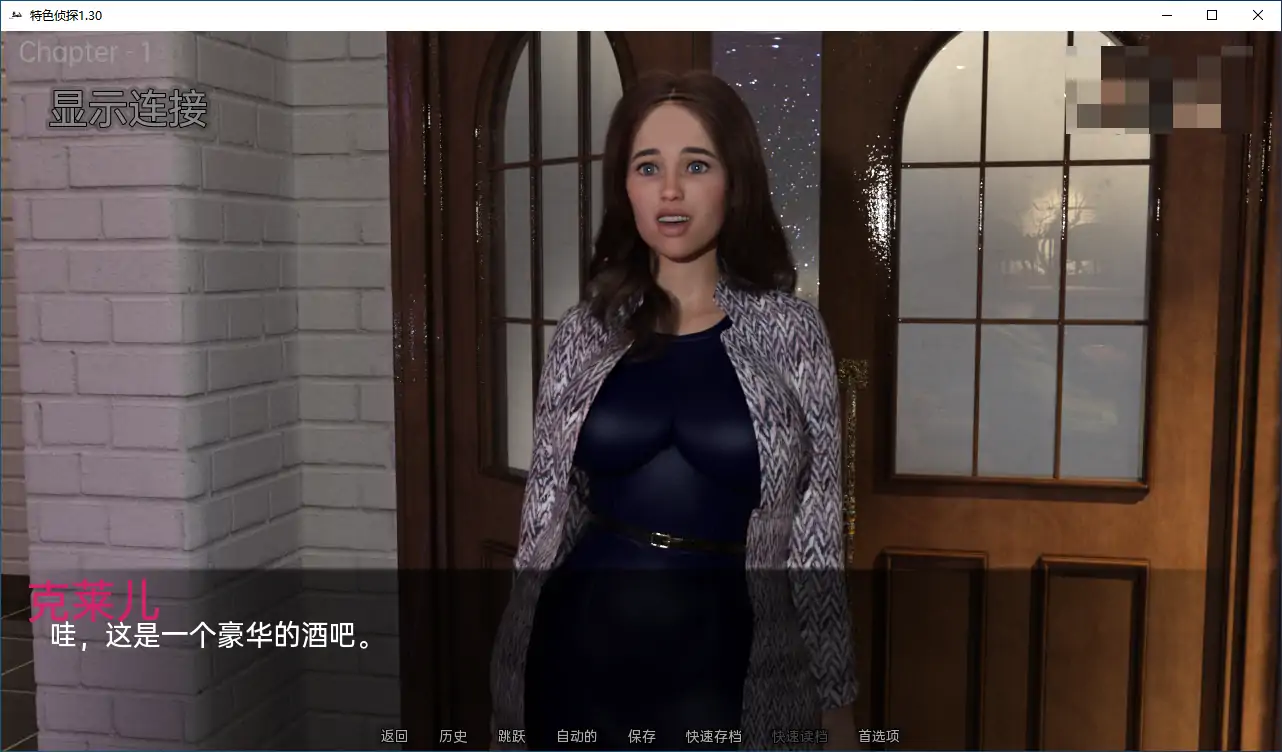 特色侦探1.30
Chapter - 1
显示连接
克莱儿
哇，这是一个豪华的酒吧。
返回 历史 跳跃 自动的 保存 快速存档 快速读档 首选项